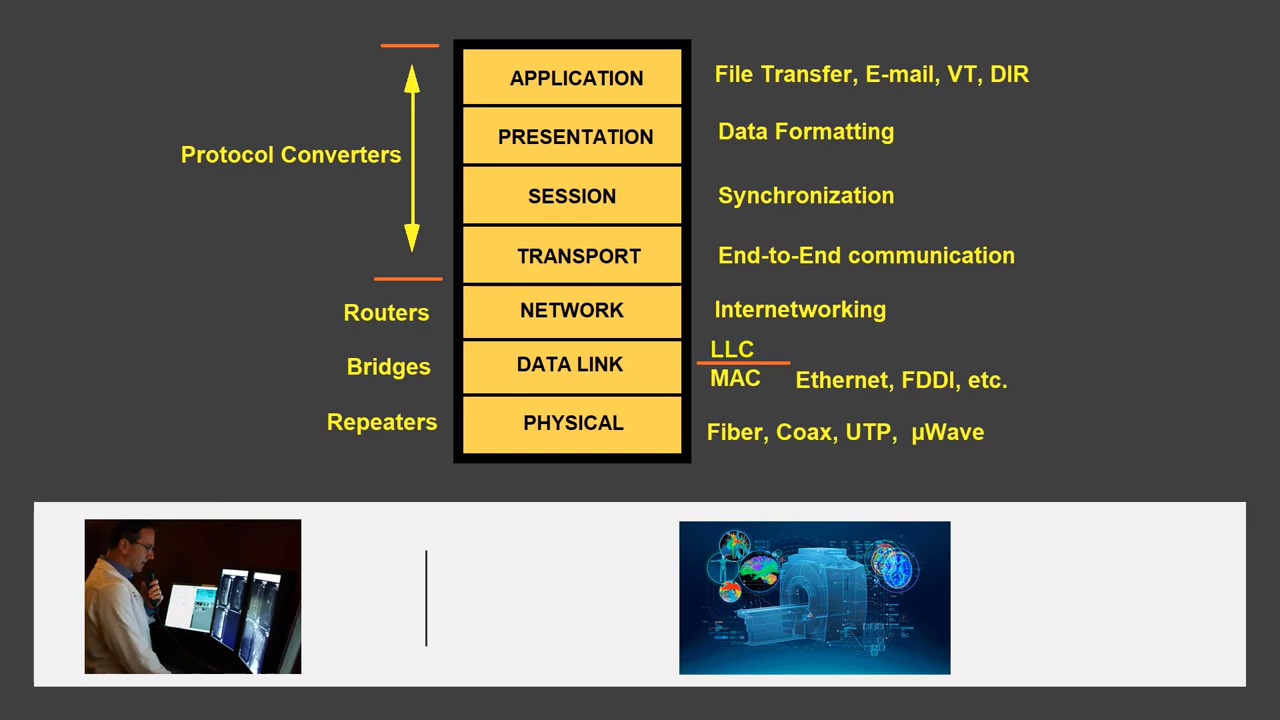 APPLICATION
File Transfer, E-mail, VT, DIR
PRESENTATION
Data Formatting
Protocol Converters
SESSION
Synchronization
TRANSPORT
End-to-End communication
Routers
NETWORK
Internetworking
LLC
Bridges
DATA LINK
MAC
Ethernet, FDDI, etc.
Repeaters
PHYSICAL
Fiber, Coax, UTP, µWave